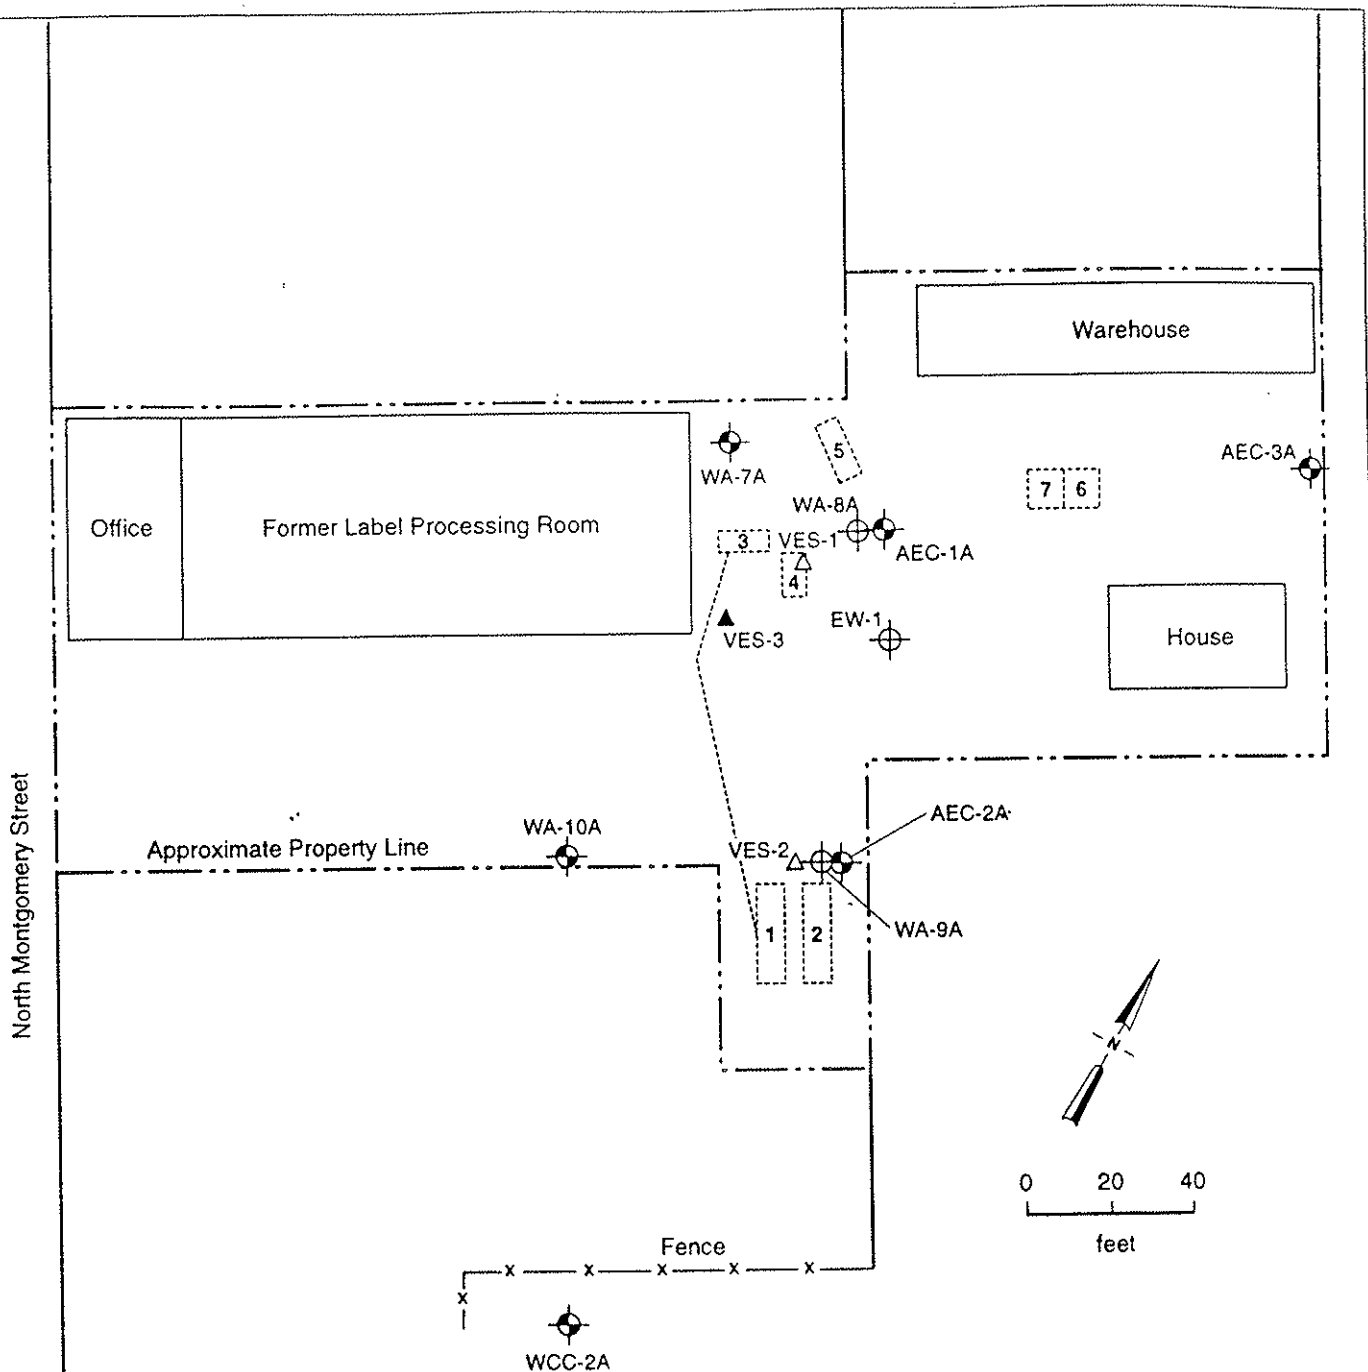 Warehouse
5
WA-7A
AEC-3A
7
6
WA-8A
Office
Former Label Processing Room
3
VES-1
AEC-1A
4
EW-1
VES-3
House
North Montgomery Street
AEC-2A
WA-10A
Approximate Property Line
VES-2
1
2
WA-9A
N
0 20 40
feet
Fence
x x x x x
x
WCC-2A